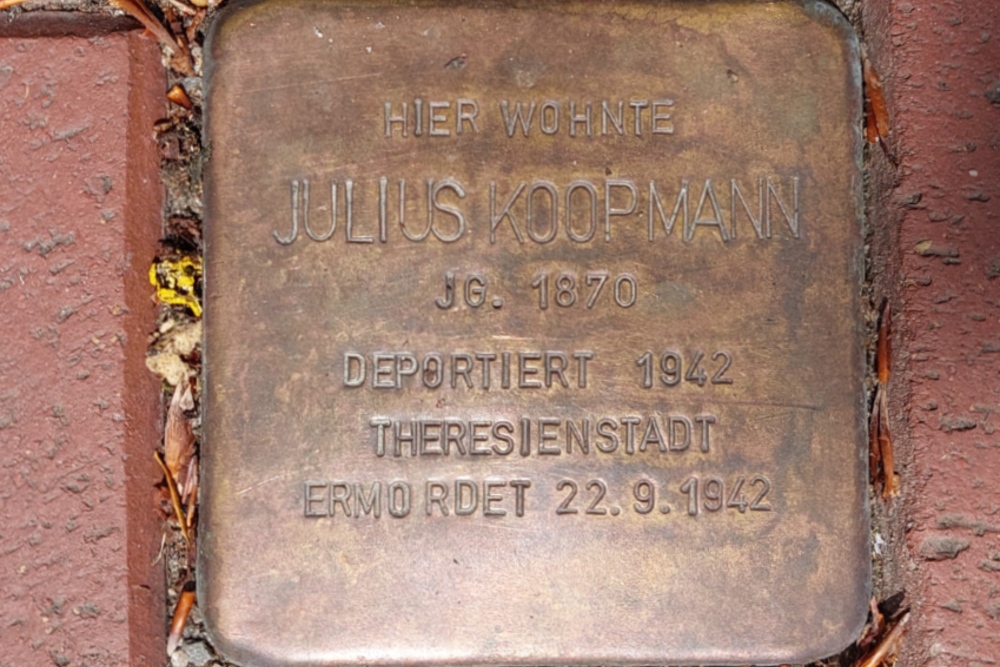 HIER WOHNTE
JULIUS KOOPMANN
JG. 1870
DEPORTIERT 1942
THERESIENSTADT
ERMORDET 22.9.1942